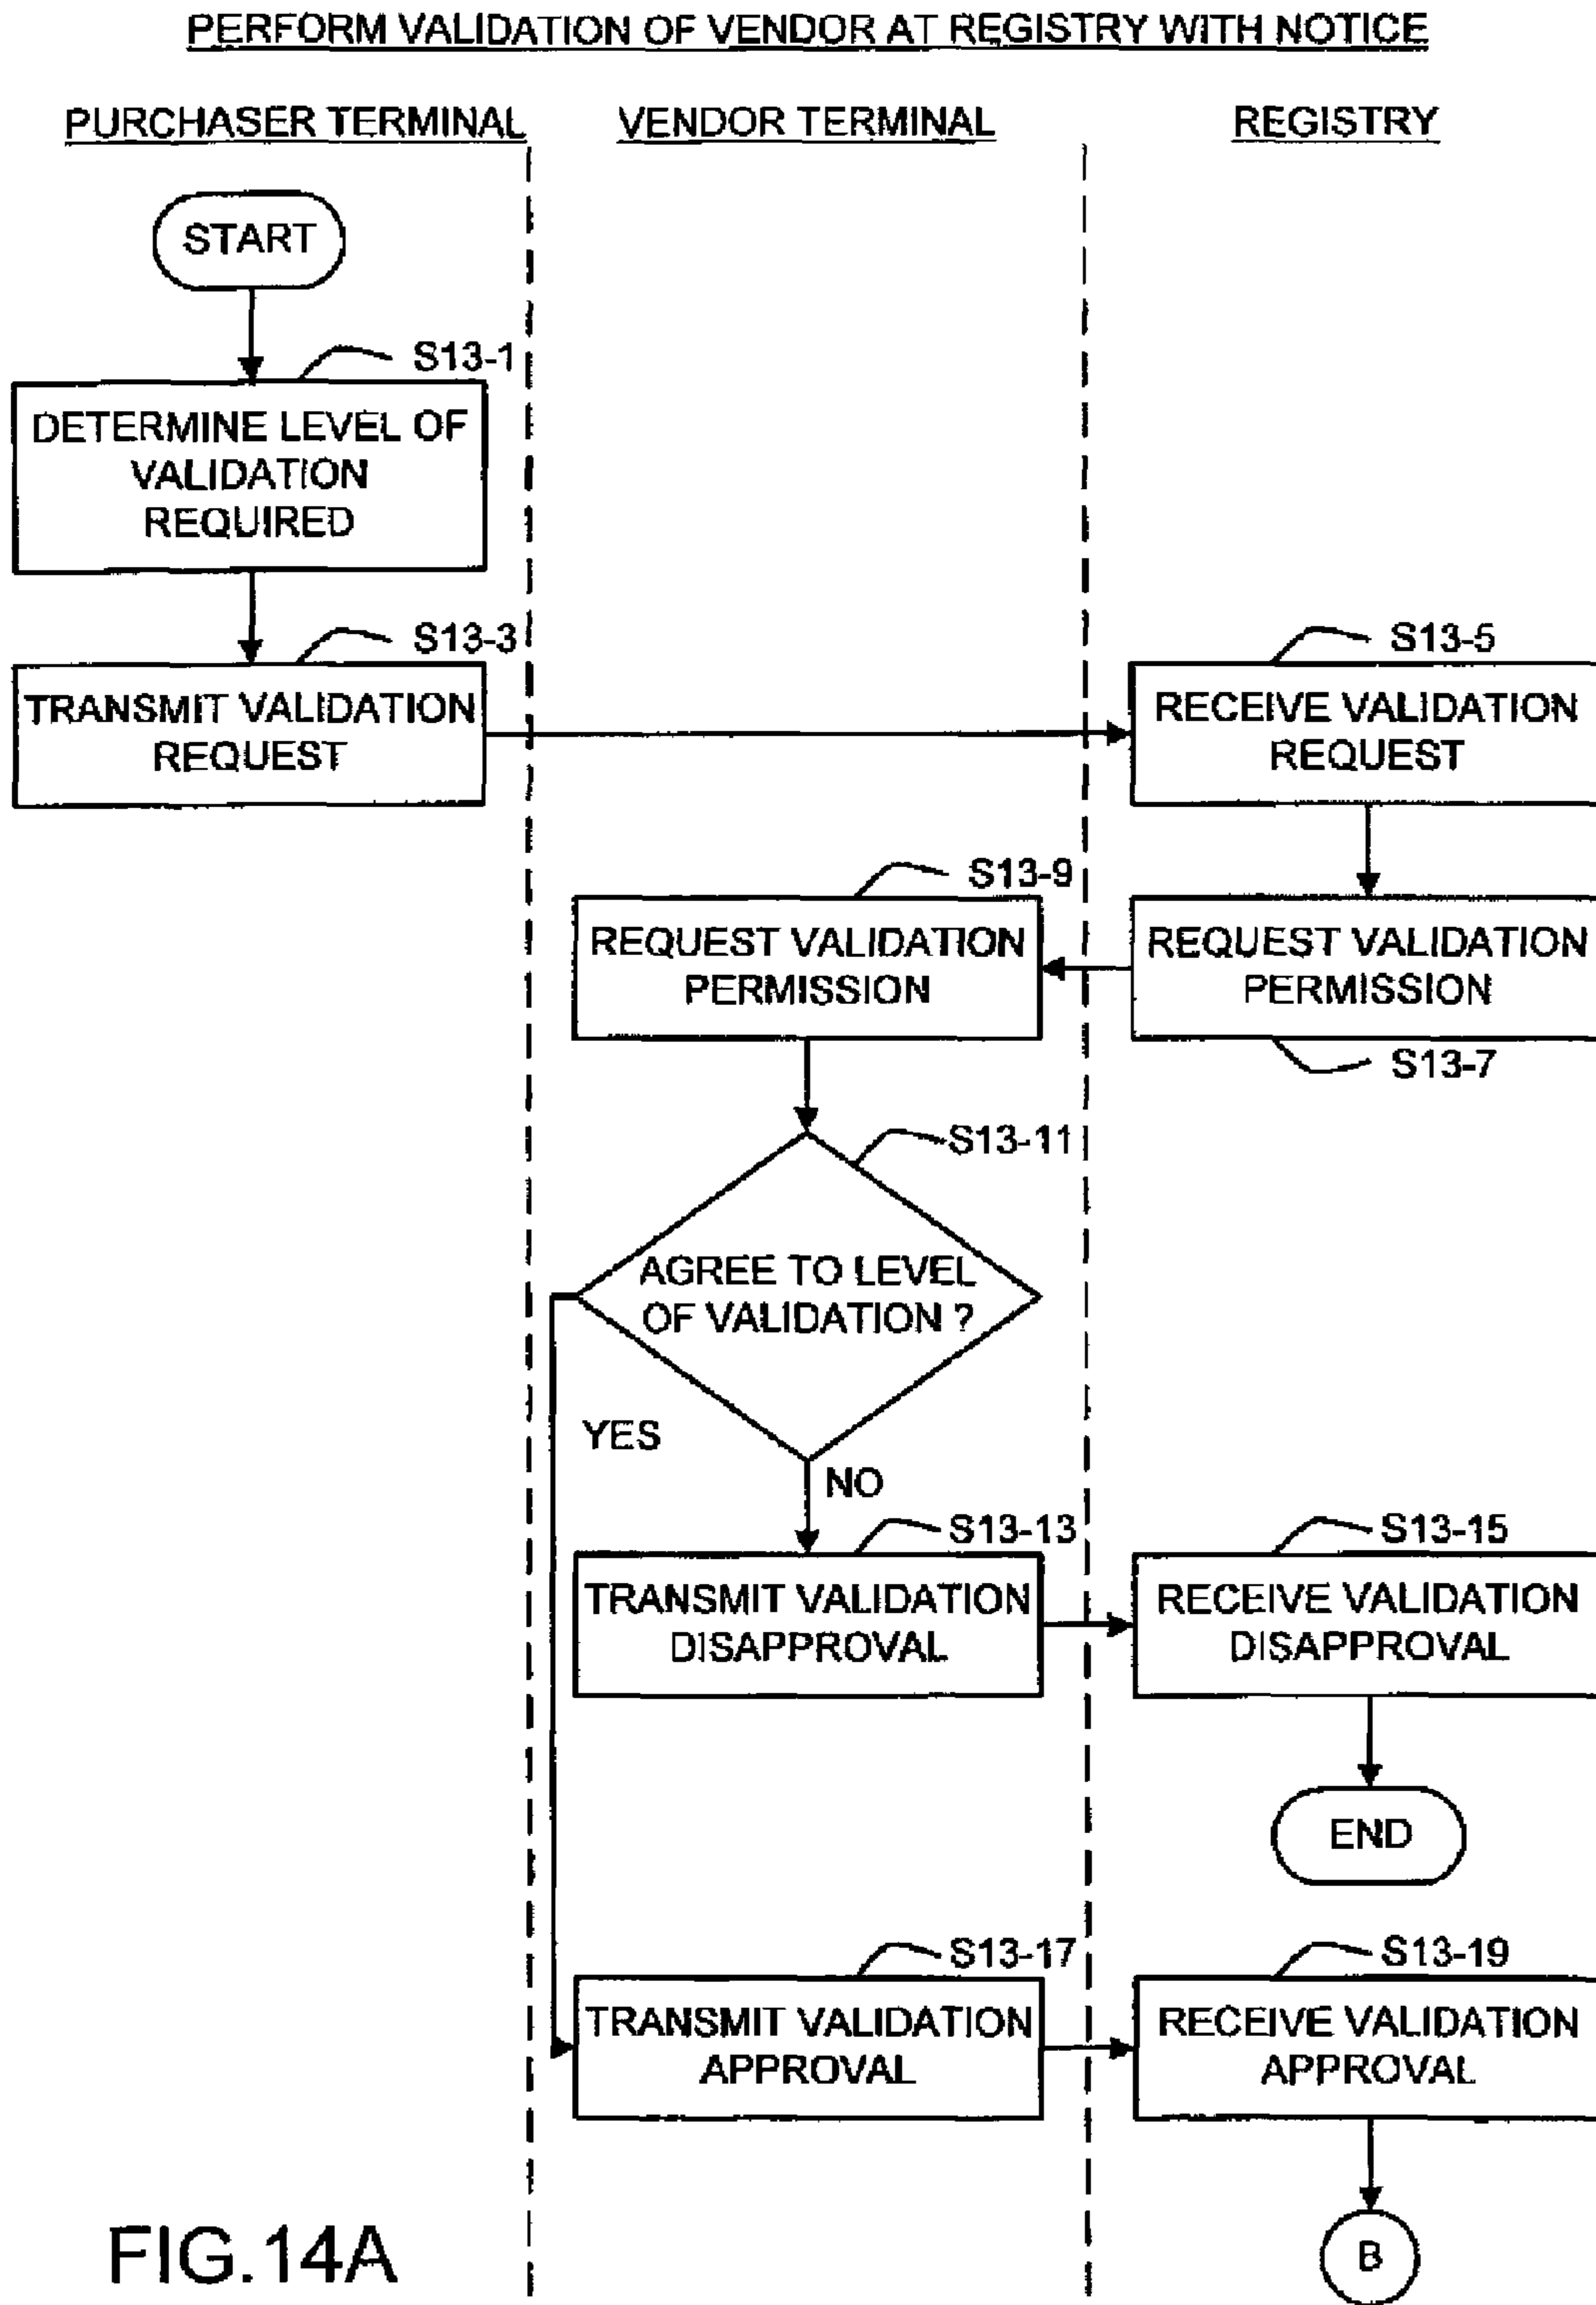 PERFORM VALIDATION OF VENDOR AT REGISTRY WITH NOTICE
PURCHASER TERMINAL
VENDOR TERMINAL
REGISTRY
START
S13-1
DETERMINE LEVEL OF
VALIDATION
REQUIRED
S13-3
TRANSMIT VALIDATION
REQUEST
S13-5
RECEIVE VALIDATION
REQUEST
S13-9
REQUEST VALIDATION
PERMISSION
REQUEST VALIDATION
PERMISSION
S13-7
S13-11
AGREE TO LEVEL
OF VALIDATION ?
YES
NO
S13-13
TRANSMIT VALIDATION
DISAPPROVAL
S13-15
RECEIVE VALIDATION
DISAPPROVAL
END
S13-17
TRANSMIT VALIDATION
APPROVAL
S13-19
RECEIVE VALIDATION
APPROVAL
B
FIG.14A